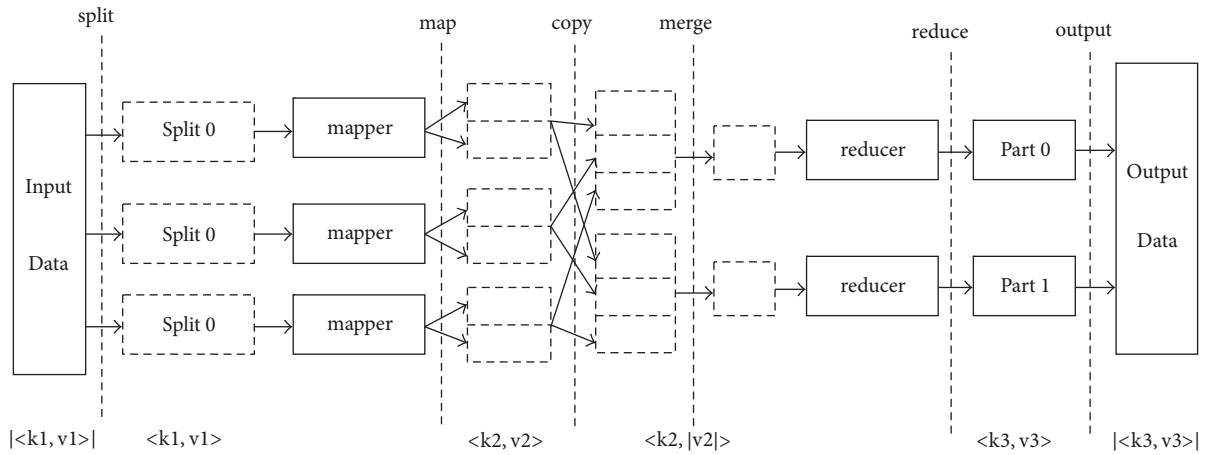 split
map
copy
merge
reduce
output
Input
Data
Split 0
mapper
Split 0
mapper
Split 0
mapper
reducer
Part 0
reducer
Part 1
Output
Data
|<k1, v1>|
<k1, v1>
<k2, v2>
<k2, |v2|>
<k3, v3>
|<k3, v3>|